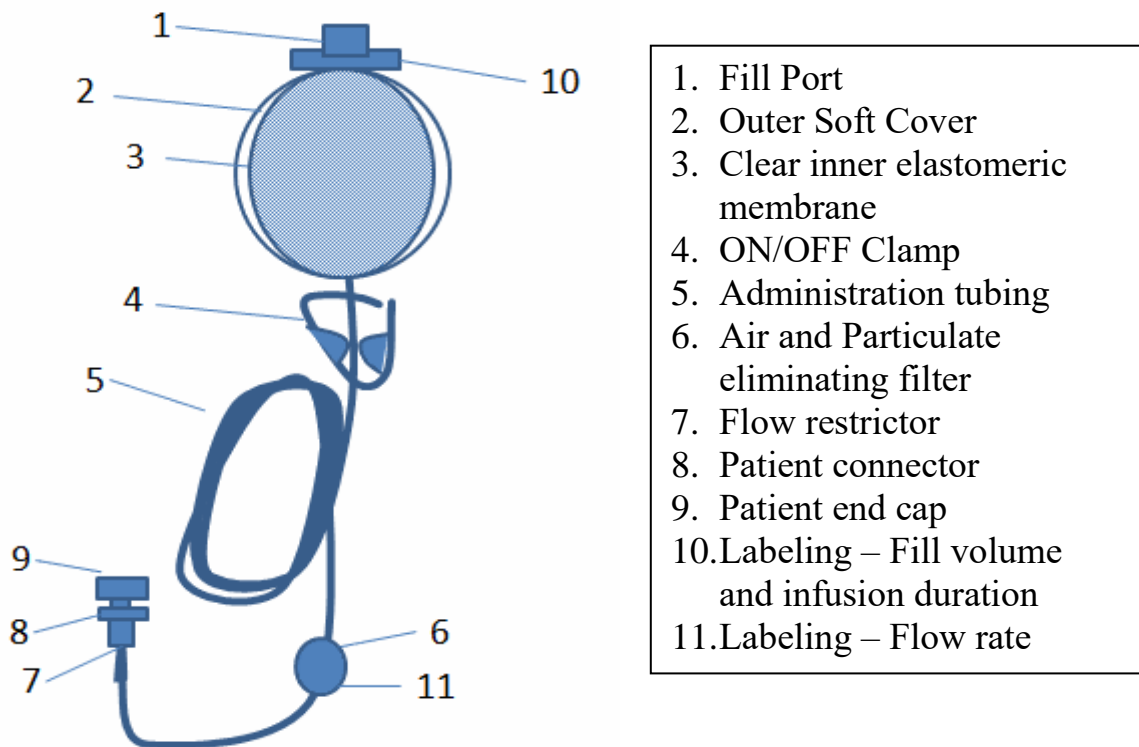 1
10
2
3
4
5
9
8
7
6
11
1. Fill Port
2. Outer Soft Cover
3. Clear inner elastomeric
membrane
4. ON/OFF Clamp
5. Administration tubing
6. Air and Particulate
eliminating filter
7. Flow restrictor
8. Patient connector
9. Patient end cap
10.Labeling – Fill volume
and infusion duration
11.Labeling – Flow rate